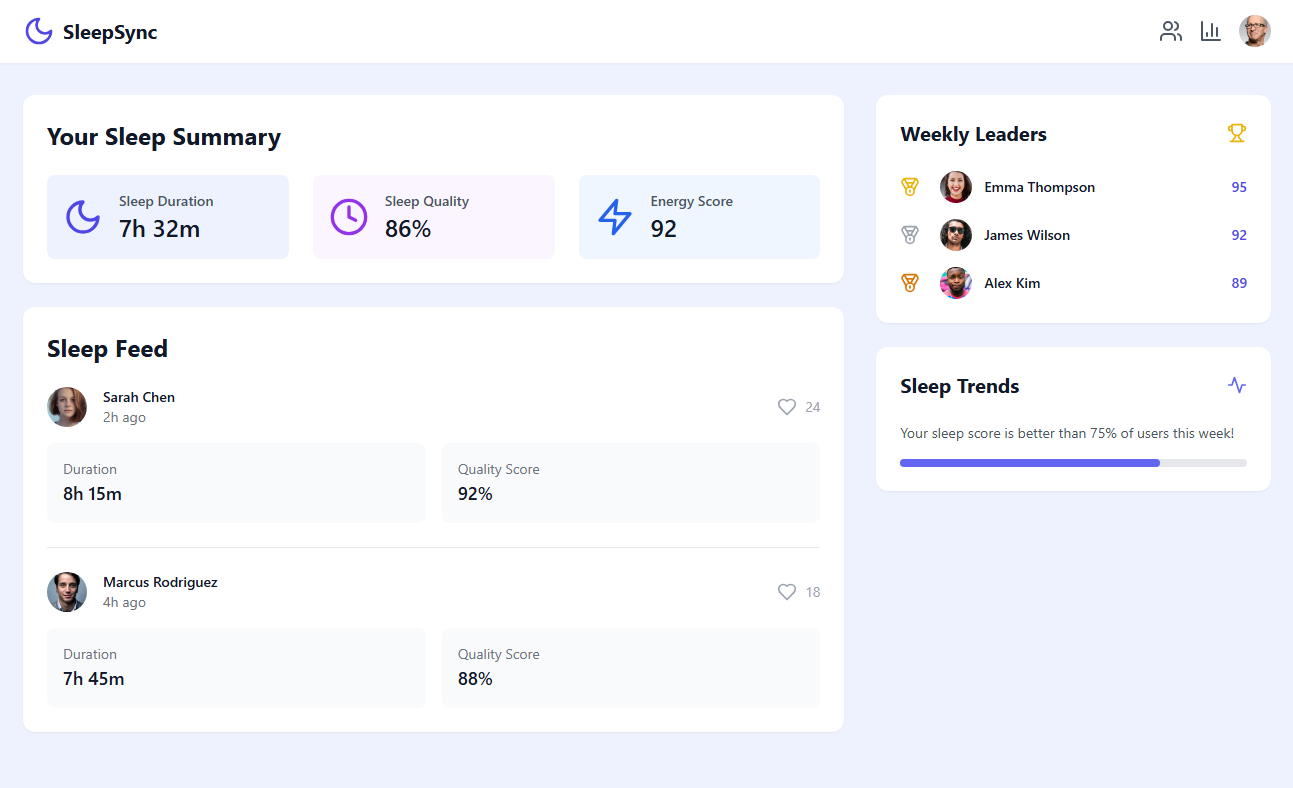 SleepSync
Your Sleep Summary
Sleep Duration
7h 32m
Sleep Quality
86%
Energy Score
92
Sleep Feed
Sarah Chen
2h ago
24
Duration
8h 15m
Quality Score
92%
Marcus Rodriguez
4h ago
18
Duration
7h 45m
Quality Score
88%
Weekly Leaders
Emma Thompson 95
James Wilson 92
Alex Kim 89
Sleep Trends
Your sleep score is better than 75% of users this week!